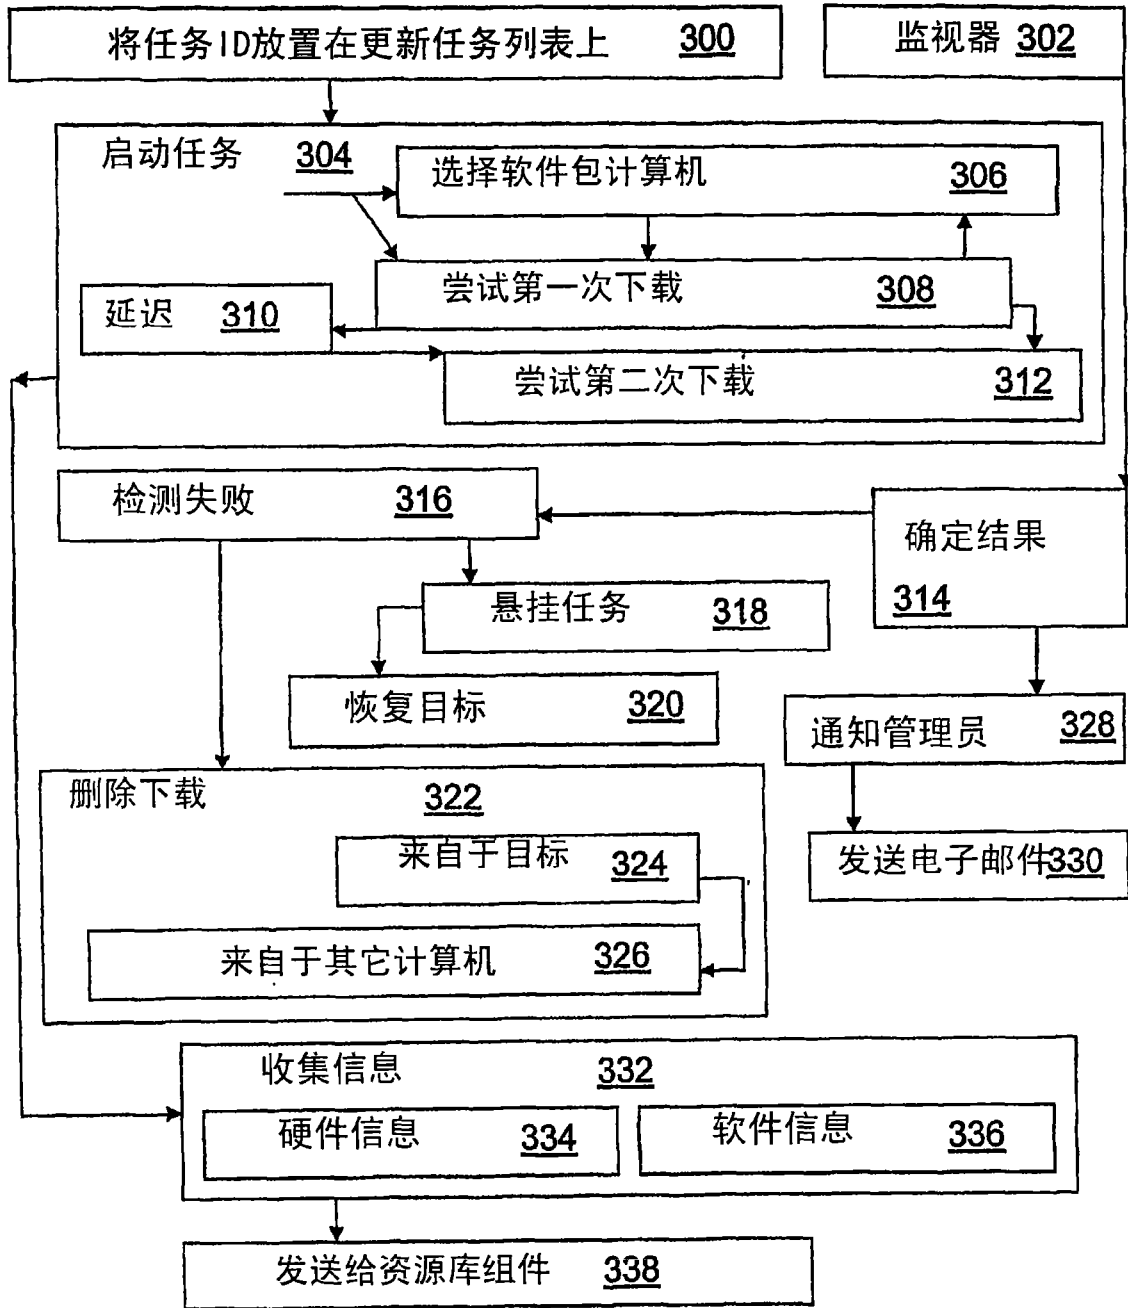 将任务ID放置在更新任务列表上 300
监视器 302
启动任务 304
选择软件包计算机 306
尝试第一次下载 308
延迟 310
尝试第二次下载 312
检测失败 316
确定结果
314
悬挂任务 318
恢复目标 320
通知管理员 328
删除下载 322
来自于目标 324
发送电子邮件330
来自于其它计算机 326
收集信息 332
硬件信息 334
软件信息 336
发送给资源库组件 338